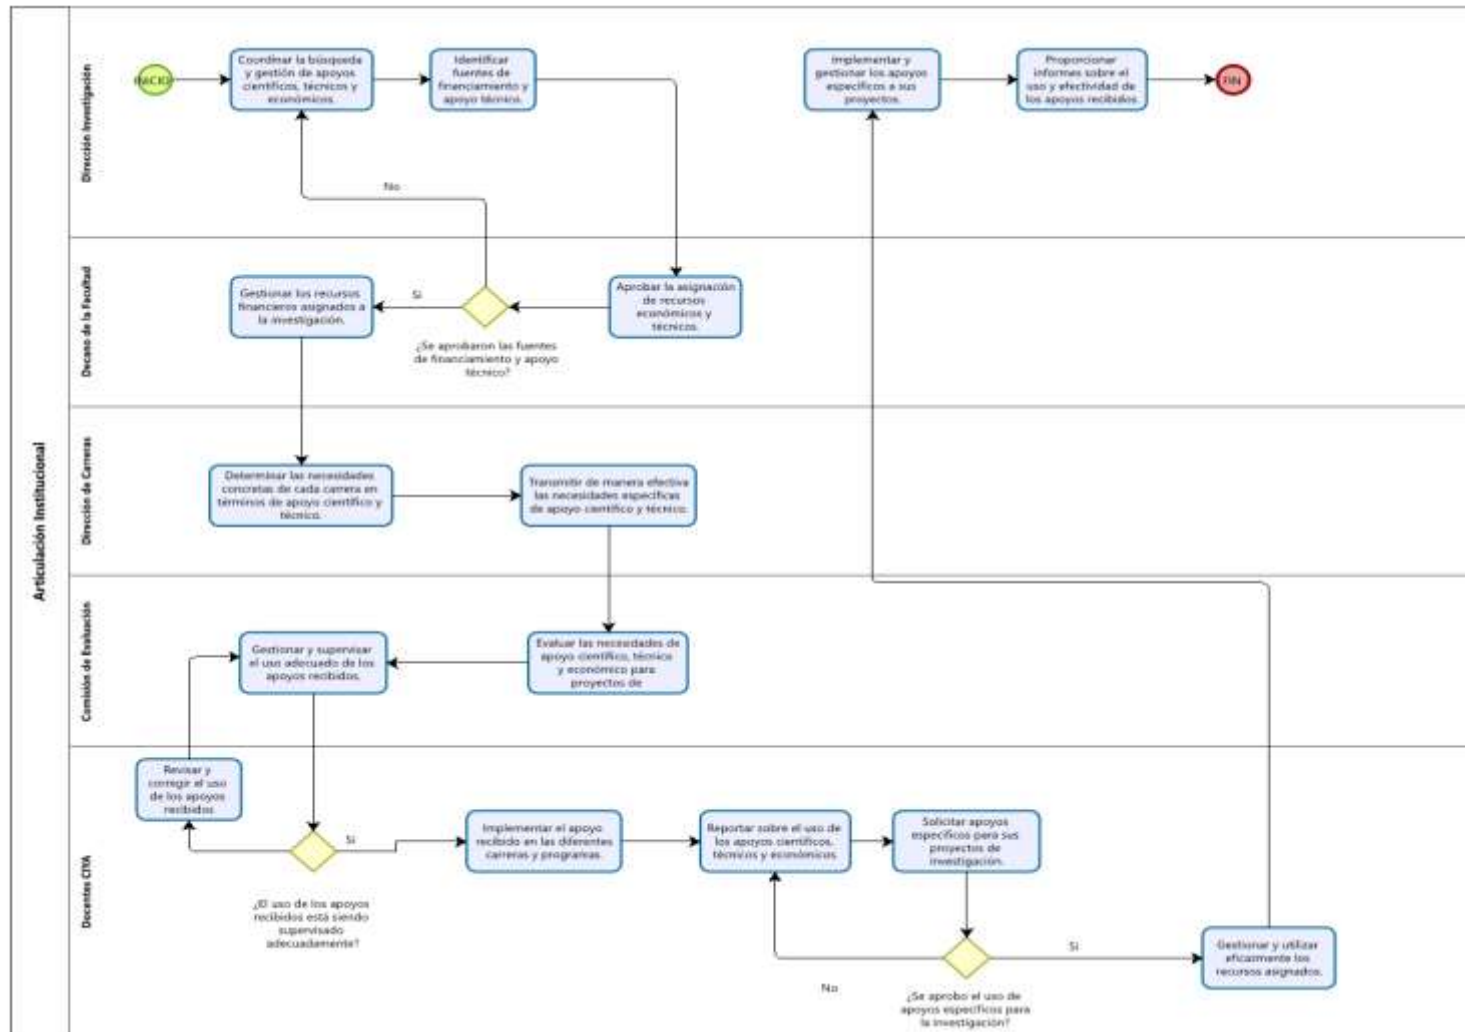 Articulación Institucional
Dirección Investigación
INICIO
Coordinar la búsqueda
y gestión de apoyos
científicos, técnicos y
económicos.
Identificar
fuentes de
financiamiento y
apoyo técnico.
Implementar y
gestionar los apoyos
específicos a sus
proyectos.
Proporcionar
informes sobre el
uso y efectividad de
los apoyos recibidos.
FIN
No
Decano de la Facultad
Gestionar los recursos
financieros asignados a
la investigación.
Si
¿Se aprobaron las fuentes
de financiamiento y apoyo
técnico?
Aprobar la asignación
de recursos
económicos y
técnicos.
Dirección de Carreras
Determinar las necesidades
concretas de cada carrera en
términos de apoyo científico y
técnico.
Transmitir de manera efectiva
las necesidades específicas
de apoyo científico y técnico.
Comisión de Evaluación
Gestionar y supervisar
el uso adecuado de los
apoyos recibidos.
Evaluar las necesidades de
apoyo científico, técnico
y económico para
proyectos de
Docentes CIYA
Revisar y
corregir el uso
de los apoyos
recibidos
Si
¿El uso de los apoyos
recibidos está siendo
supervisado
adecuadamente?
Implementar el apoyo
recibido en las diferentes
carreras y programas.
Reportar sobre el uso de
los apoyos científicos,
técnicos y económicos
Solicitar apoyos
específicos para sus
proyectos de
investigación.
No
¿Se aprobo el uso de
apoyos específicos para
la investigación?
Si
Gestionar y utilizar
eficazmente los
recursos asignados.